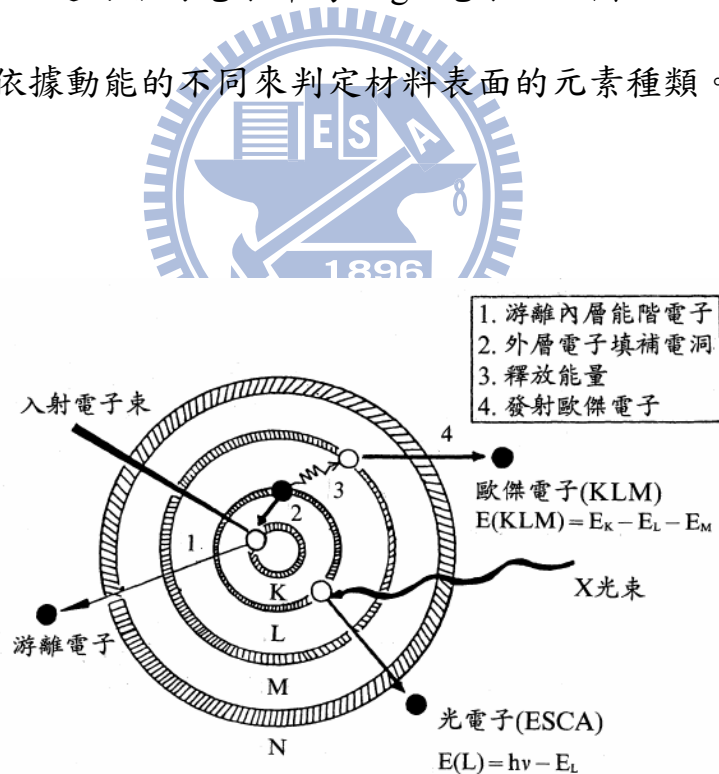 依據動能的不同來判定材料表面的元素種類。
E S A
1896
1. 游離內層能階電子
2. 外層電子填補電洞
3. 釋放能量
4. 發射歐傑電子
入射電子束
4
3
2
1
歐傑電子(KLM)
E(KLM)=E_K−E_L−E_M
X光束
K
L
游離電子
M
光電子(ESCA)
N
E(L)=hν−E_L